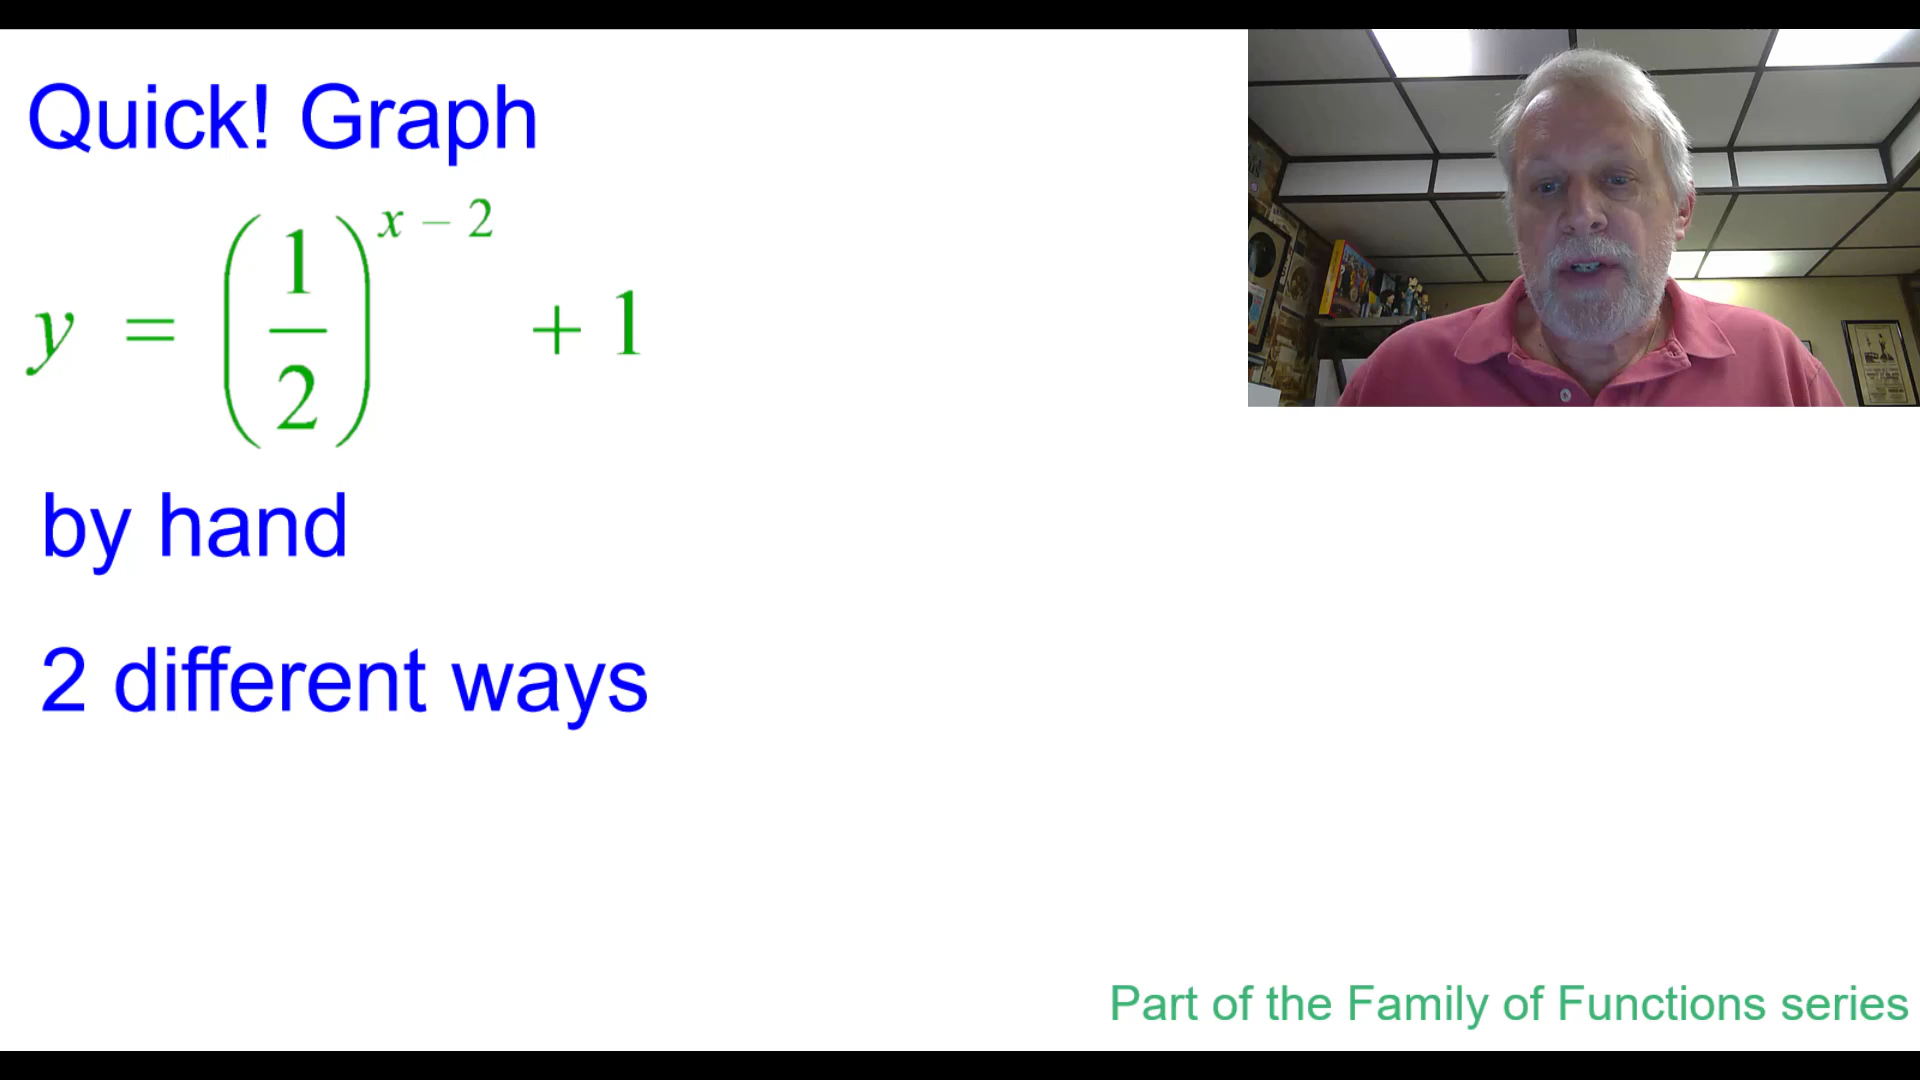 Quick! Graph
y = (1/2)^(x – 2) + 1
by hand
2 different ways
Part of the Family of Functions series